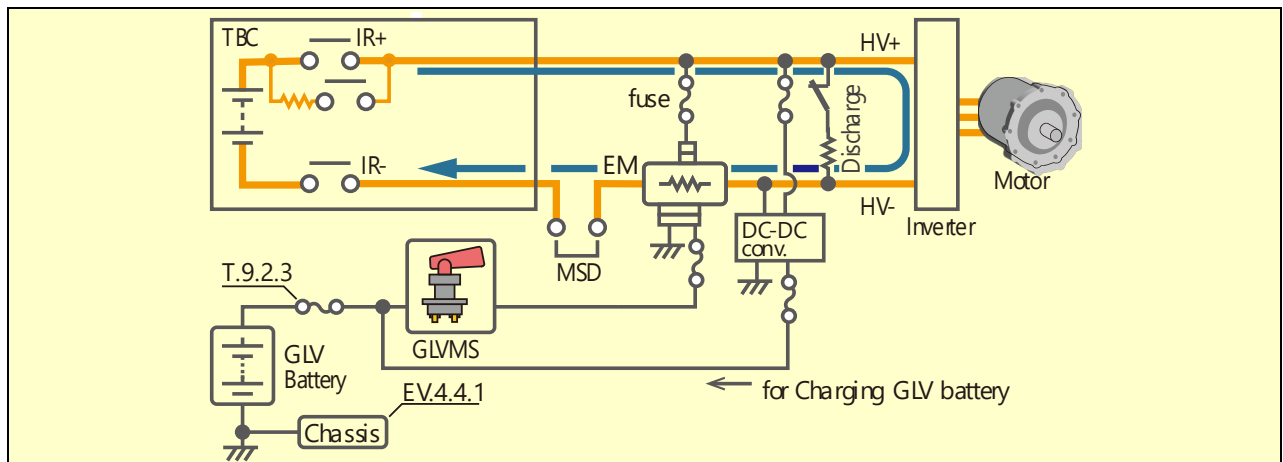 TBC
IR+
HV+
fuse
Discharge
IR-
EM
HV-
Motor
Inverter
MSD
DC-DC
conv.
T.9.2.3
GLVMS
GLV
Battery
for Charging GLV battery
EV.4.4.1
Chassis